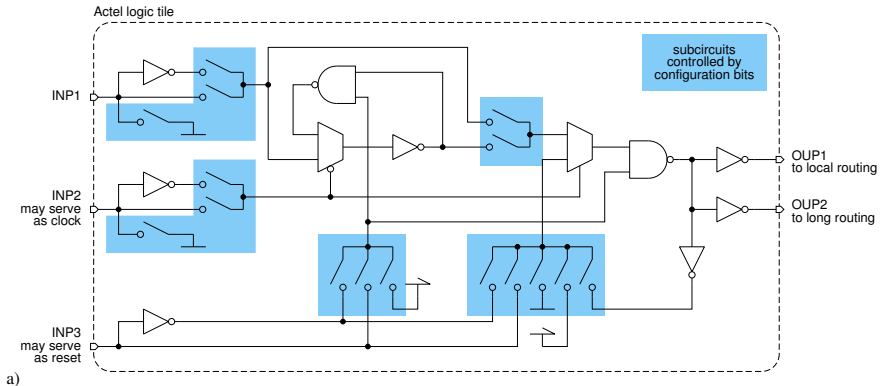 Actel logic tile
subcircuits
controlled by
configuration bits
INP1
OUP1
to local routing
INP2
may serve
as clock
OUP2
to long routing
INP3
may serve
as reset
a)